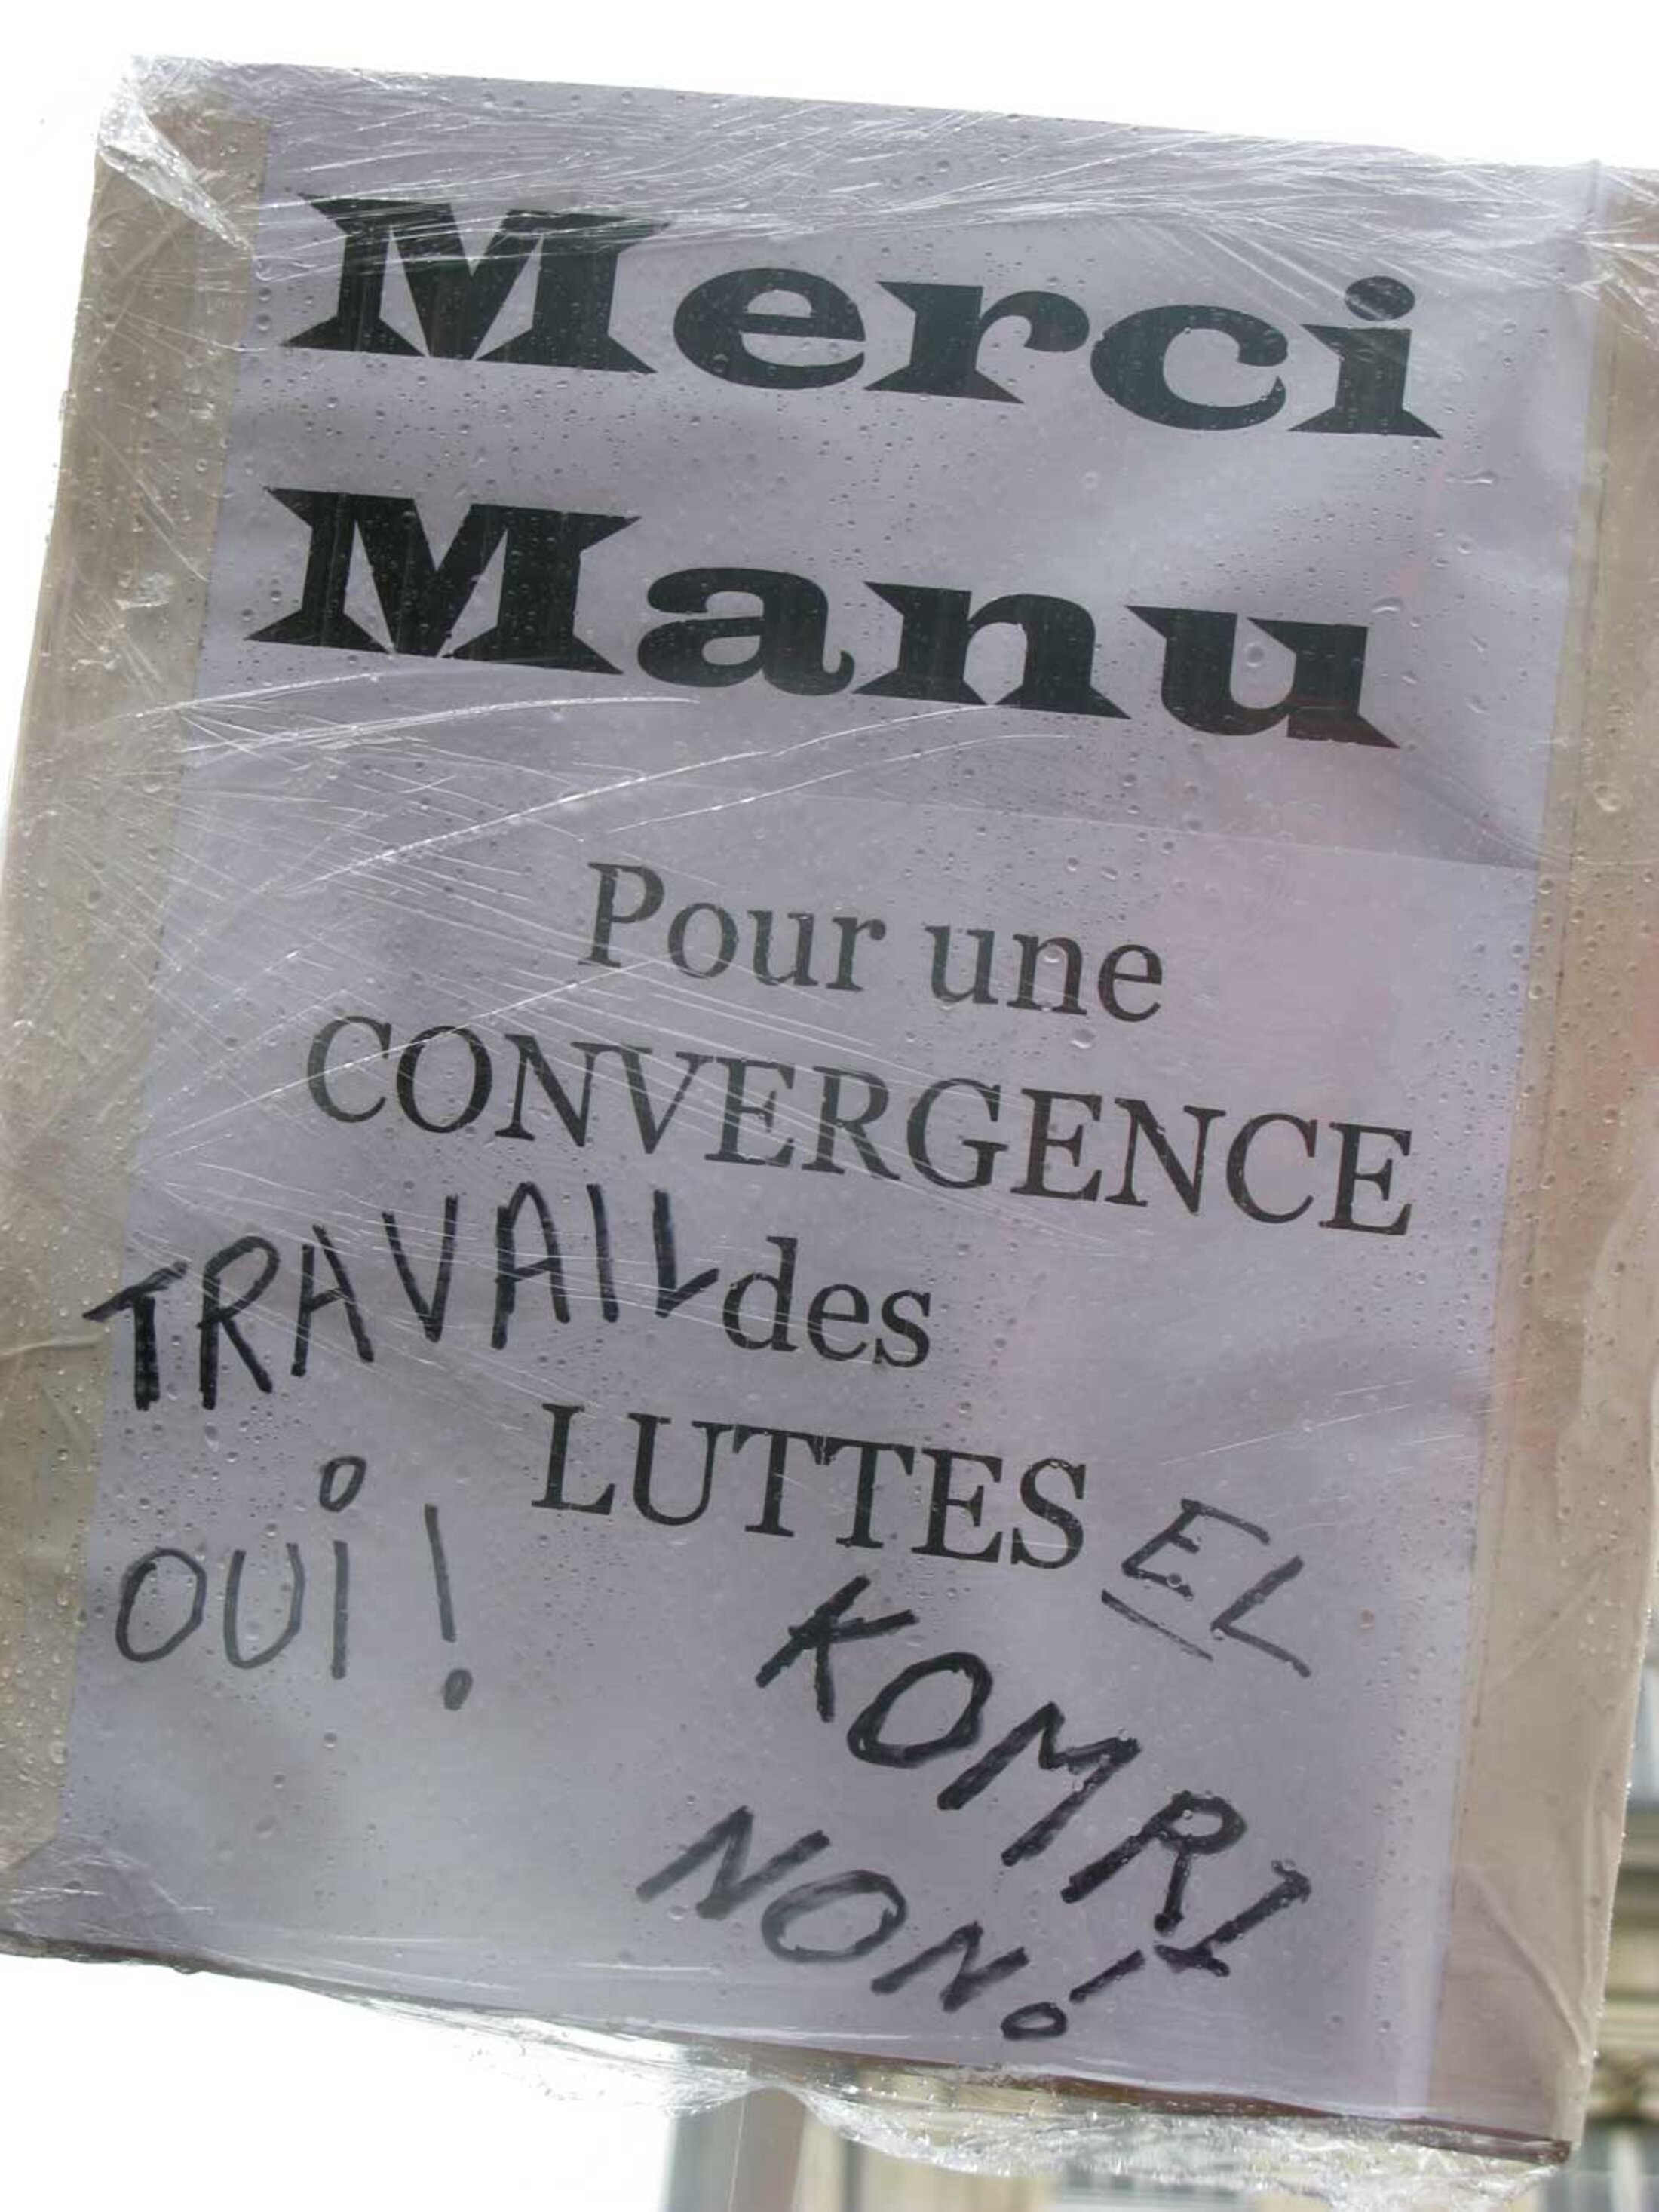 Merci
Manu
Pour une
CONVERGENCE
des
LUTTES
TRAVAIL
OUI !
EL
KOMRI
NON!